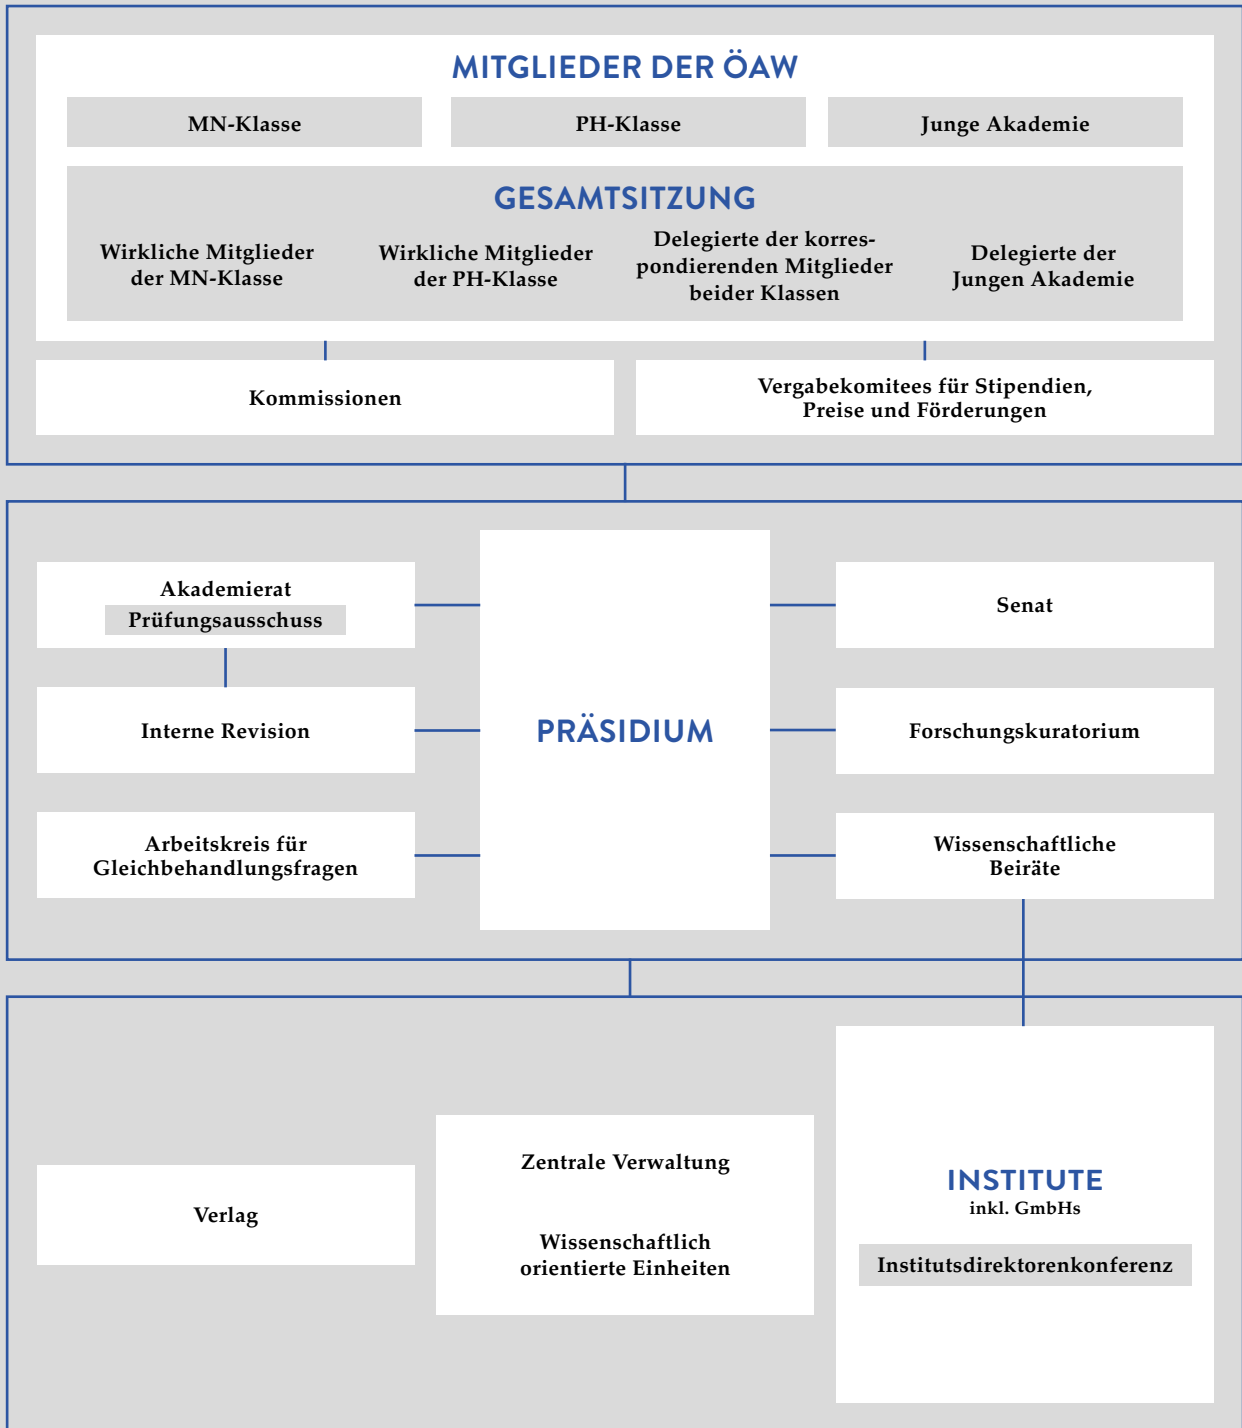 MITGLIEDER DER ÖAW
MN-Klasse
PH-Klasse
Junge Akademie
GESAMTSITZUNG
Wirkliche Mitglieder
der MN-Klasse
Wirkliche Mitglieder
der PH-Klasse
Delegierte der korres-
pondierenden Mitglieder
beider Klassen
Delegierte der
Jungen Akademie
Kommissionen
Vergabekomitees für Stipendien,
Preise und Förderungen
Akademierat
Prüfungsausschuss
Interne Revision
Arbeitskreis für
Gleichbehandlungsfragen
PRÄSIDIUM
Senat
Forschungskuratorium
Wissenschaftliche
Beiräte
Verlag
Zentrale Verwaltung
Wissenschaftlich
orientierte Einheiten
INSTITUTE
inkl. GmbHs
Institutsdirektorenkonferenz